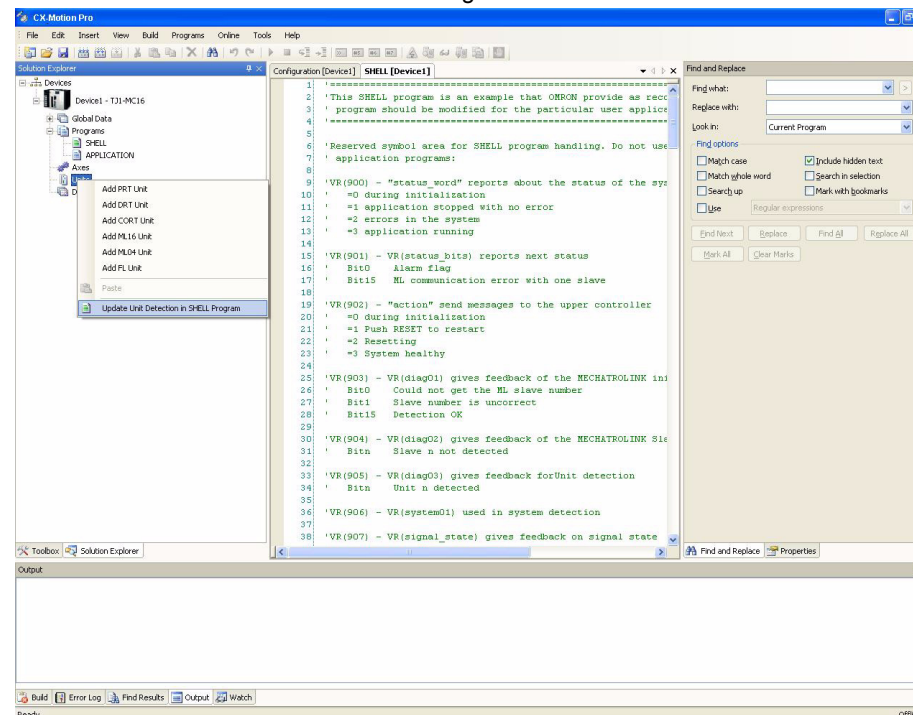 CX-Motion Pro
File Edit Insert View Build Programs Online Tools Help
Solution Explorer
Devices
Device1 - TJ1-MC16
Global Data
Programs
SHELL
APPLICATION
Axes
Units
D
Add PRT Unit
Add DRT Unit
Add CORT Unit
Add ML16 Unit
Add ML04 Unit
Add FL Unit
Paste
Update Unit Detection in SHELL Program
Toolbox Solution Explorer
Configuration [Device1] SHELL [Device1]
1 '=====================================================
2 'This SHELL program is an example that OMRON provide as reco
3 ' program should be modified for the particular user applica
4 '=====================================================
5
6 'Reserved symbol area for SHELL program handling. Do not use
7 ' application programs:
8
9 'VR(900) - "status_word" reports about the status of the sys
10 ' =0 during initialization
11 ' =1 application stopped with no error
12 ' =2 errors in the system
13 ' =3 application running
14
15 'VR(901) - VR(status_bits) reports next status
16 ' Bit0 Alarm flag
17 ' Bit15 ML communication error with one slave
18
19 'VR(902) - "action" send messages to the upper controller
20 ' =0 during initialization
21 ' =1 Push RESET to restart
22 ' =2 Resetting
23 ' =3 System healthy
24
25 'VR(903) - VR(diag01) gives feedback of the MECHATROLINK ini
26 ' Bit0 Could not get the ML slave number
27 ' Bit1 Slave number is uncorrect
28 ' Bit15 Detection OK
29
30 'VR(904) - VR(diag02) gives feedback of the MECHATROLINK Sla
31 ' Bitn Slave n not detected
32
33 'VR(905) - VR(diag03) gives feedback forUnit detection
34 ' Bitn Unit n detected
35
36 'VR(906) - VR(system01) used in system detection
37
38 'VR(907) - VR(signal_state) gives feedback on signal state
Find and Replace
Find what:
Replace with:
Look in: Current Program
Find options
Match case Include hidden text
Match whole word Search in selection
Search up Mark with bookmarks
Use Regular expressions
Find Next Replace Find All Replace All
Mark All Clear Marks
Find and Replace Properties
Output
Build Error Log Find Results Output Watch
Ready Offli